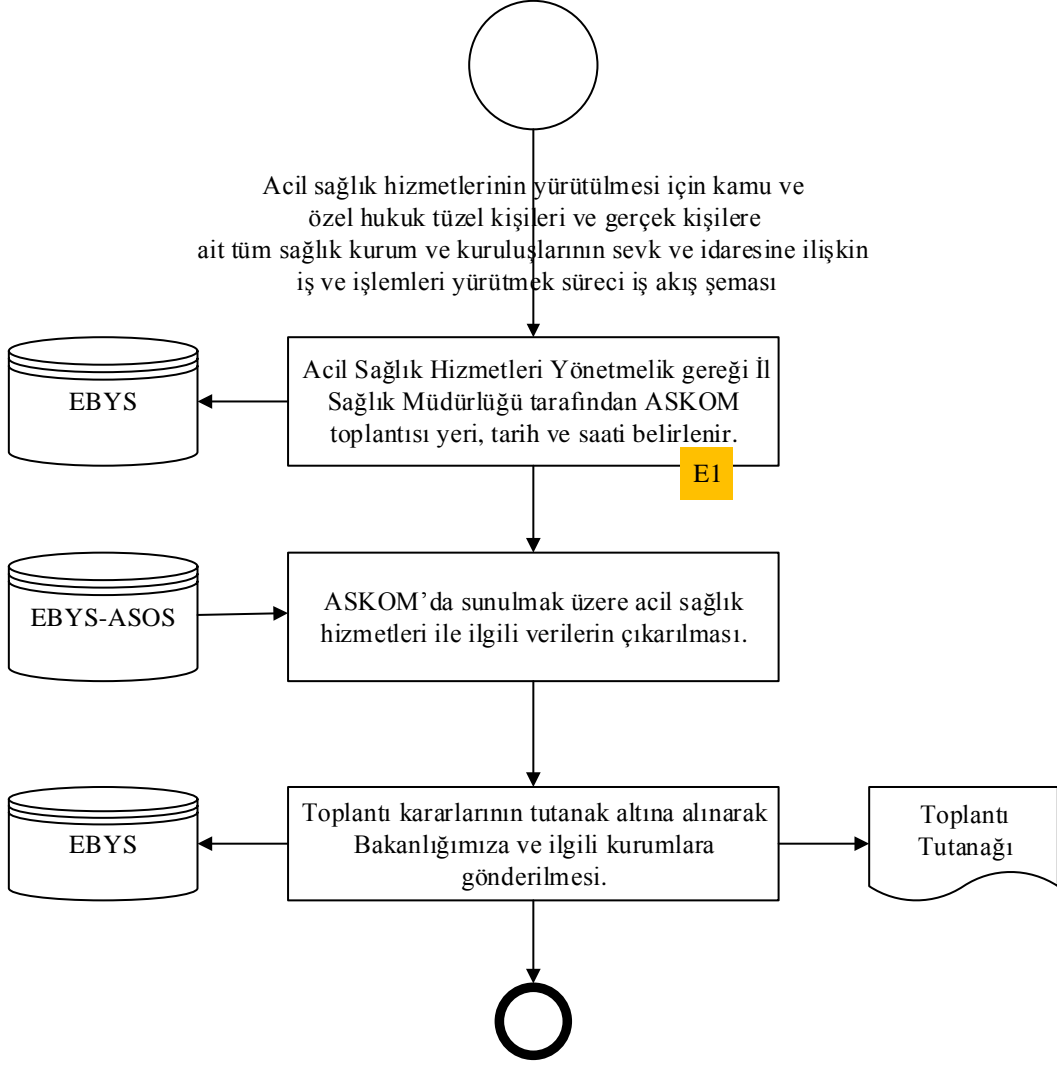 Acil sağlık hizmetlerinin yürütülmesi için kamu ve
özel hukuk tüzel kişileri ve gerçek kişilere
ait tüm sağlık kurum ve kuruluşlarının sevk ve idaresine ilişkin
iş ve işlemleri yürütmek süreci iş akış şeması
EBYS
Acil Sağlık Hizmetleri Yönetmelik gereği İl
Sağlık Müdürlüğü tarafından ASKOM
toplantısı yeri, tarih ve saati belirlenir.
E1
EBYS-ASOS
ASKOM’da sunulmak üzere acil sağlık
hizmetleri ile ilgili verilerin çıkarılması.
EBYS
Toplantı kararlarının tutanak altına alınarak
Bakanlığımıza ve ilgili kurumlara
gönderilmesi.
Toplantı
Tutanağı